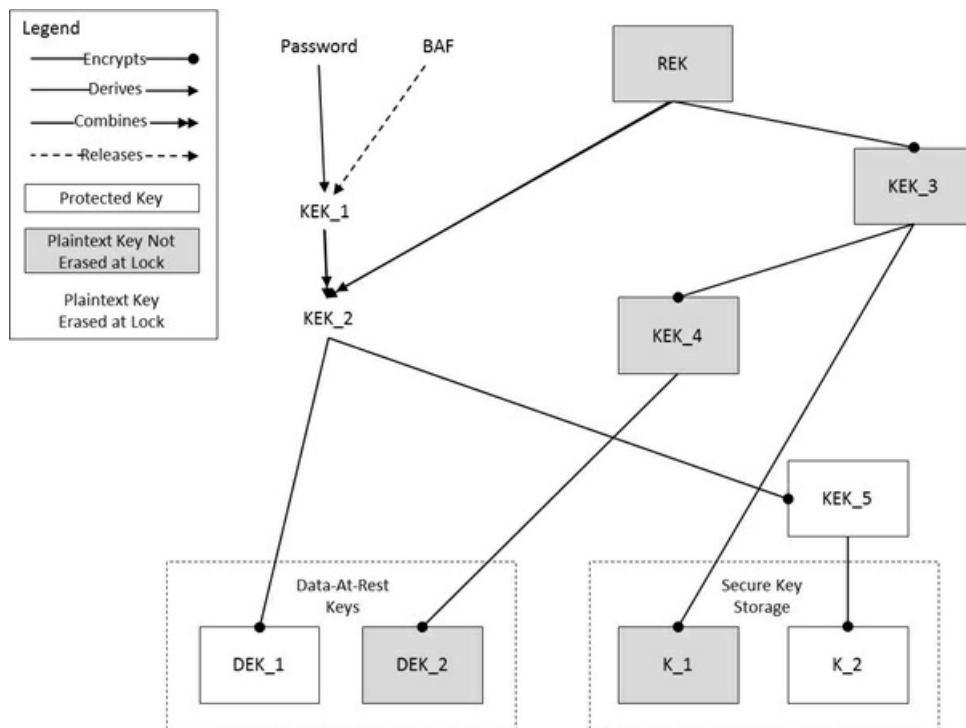 Legend
Encrypts
Derives
Combines
Releases
Protected Key
Plaintext Key Not
Erased at Lock
Plaintext Key
Erased at Lock
Password
BAF
REK
KEK_3
KEK_1
KEK_2
KEK_4
KEK_5
Data-At-Rest
Keys
Secure Key
Storage
DEK_1
DEK_2
K_1
K_2